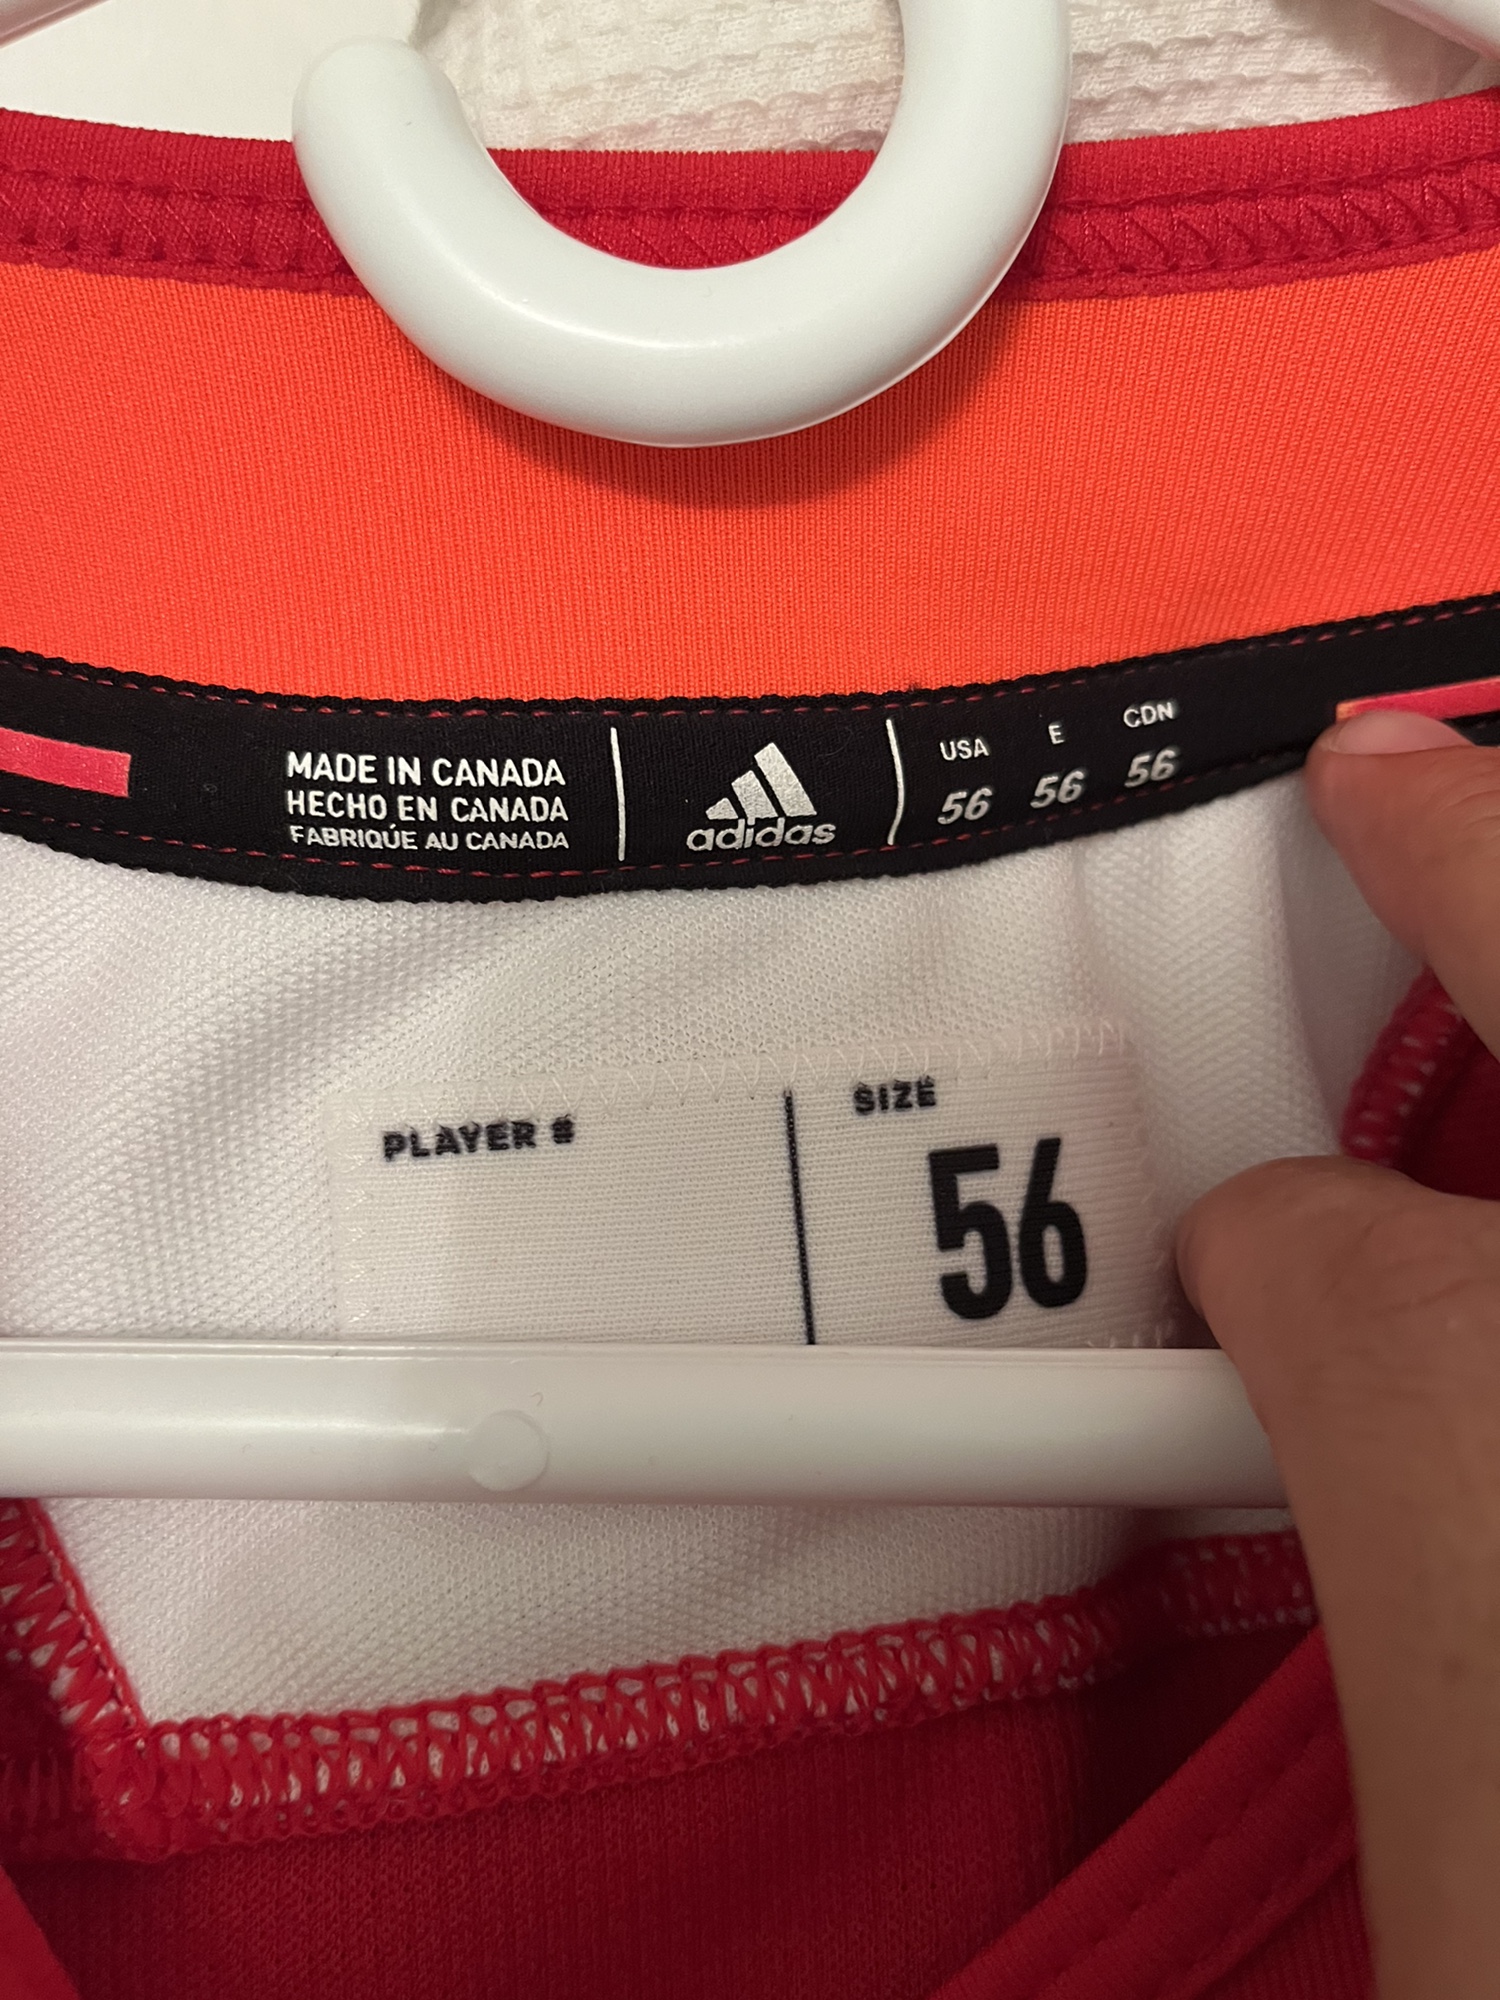 MADE IN CANADA
HECHO EN CANADA
FABRIQUÉ AU CANADA
adidas
USA E CDN
56 56 56
PLAYER #
SIZE
56